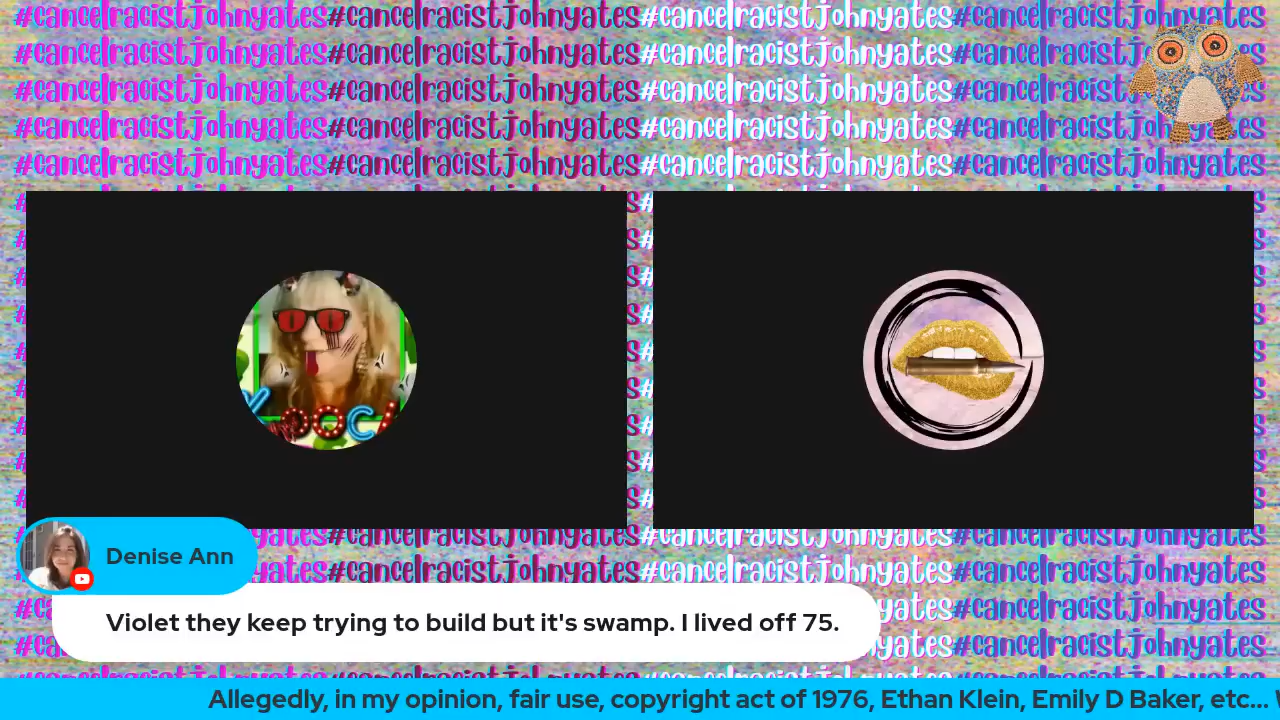 #cancelracistjohnyates#cancelracistjohnyates#cancelracistjohnyates#cancelracistjohnyates
#cancelracistjohnyates#cancelracistjohnyates#cancelracistjohnyates#cancelracistjohnyates
#cancelracistjohnyates#cancelracistjohnyates#cancelracistjohnyates#cancelracistjohnyates
#cancelracistjohnyates#cancelracistjohnyates#cancelracistjohnyates#cancelracistjohnyates
#cancelracistjohnyates#cancelracistjohnyates#cancelracistjohnyates#cancelracistjohnyates
Denise Ann
Violet they keep trying to build but it's swamp. I lived off 75.
Allegedly, in my opinion, fair use, copyright act of 1976, Ethan Klein, Emily D Baker, etc...